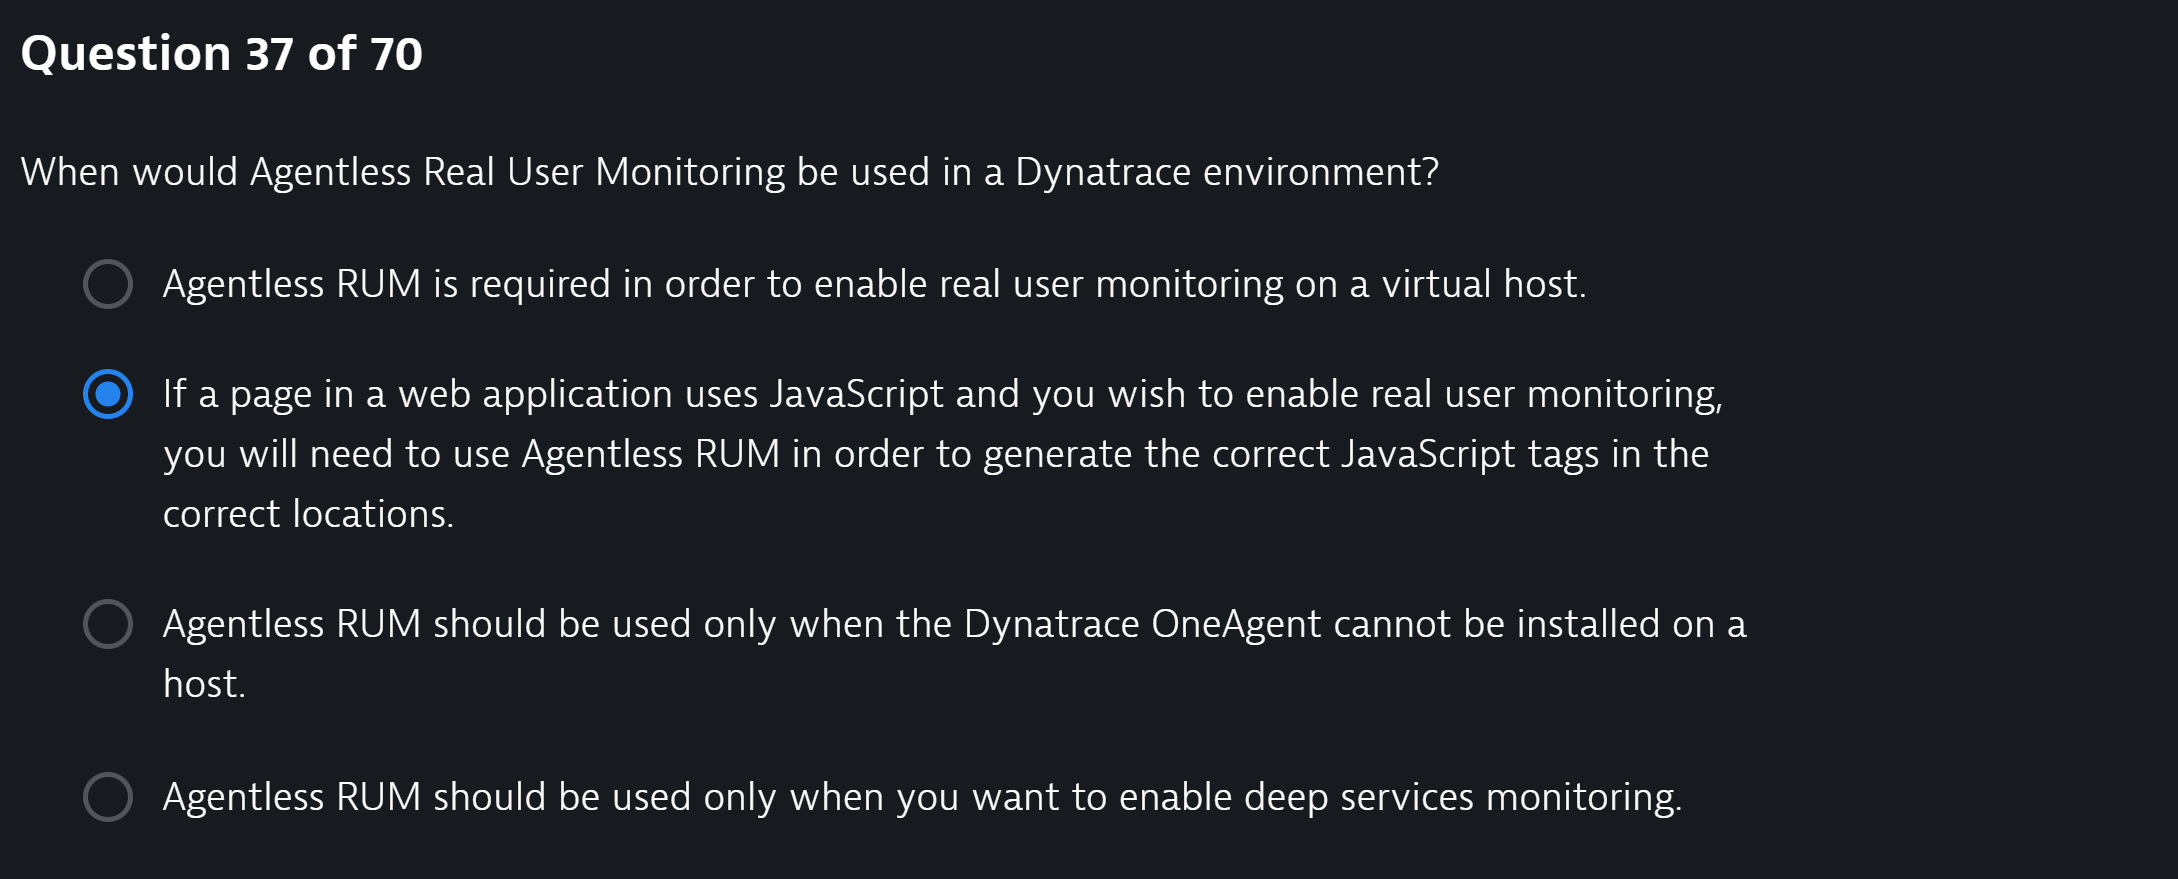 Question 37 of 70
When would Agentless Real User Monitoring be used in a Dynatrace environment?
Agentless RUM is required in order to enable real user monitoring on a virtual host.
If a page in a web application uses JavaScript and you wish to enable real user monitoring,
you will need to use Agentless RUM in order to generate the correct JavaScript tags in the
correct locations.
Agentless RUM should be used only when the Dynatrace OneAgent cannot be installed on a
host.
Agentless RUM should be used only when you want to enable deep services monitoring.